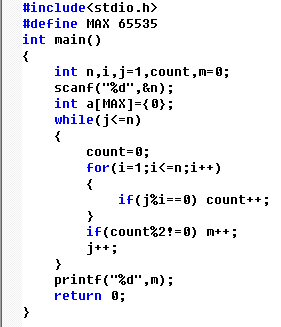 #include<stdio.h>
#define MAX 65535
int main()
{
    int n,i,j=1,count,m=0;
    scanf("%d",&n);
    int a[MAX]={0};
    while(j<=n)
    {
        count=0;
        for(i=1;i<=n;i++)
        {
            if(j%i==0) count++;
        }
        if(count%2!=0) m++;
        j++;
    }
    printf("%d",m);
    return 0;
}